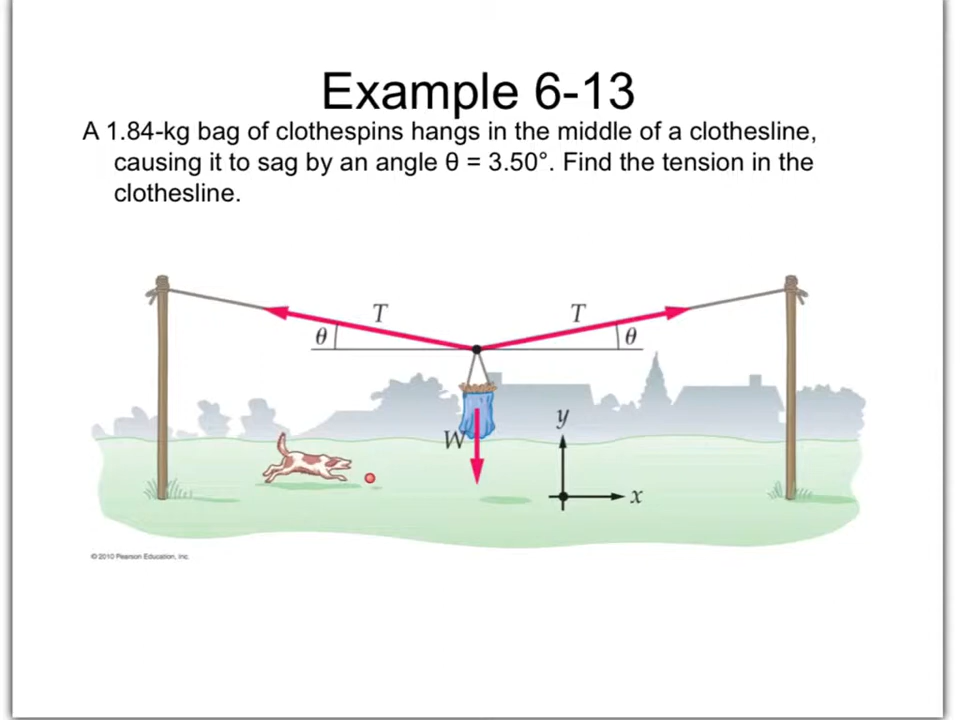 Example 6-13
A 1.84-kg bag of clothespins hangs in the middle of a clothesline,
causing it to sag by an angle θ = 3.50°. Find the tension in the
clothesline.
T T
θ θ
W
y
x
© 2010 Pearson Education, Inc.